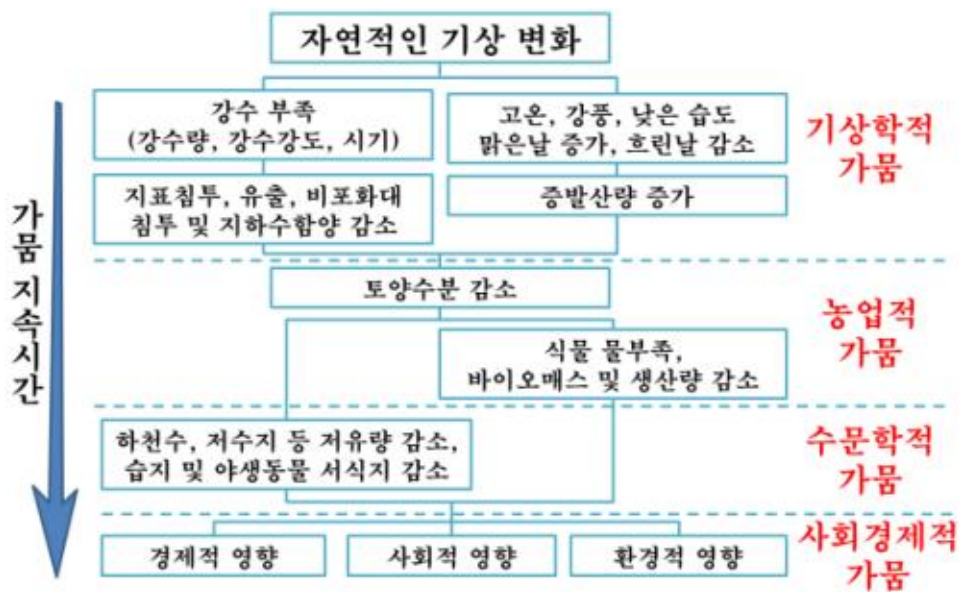 자연적인 기상 변화
강수 부족
(강수량, 강수강도, 시기)
고온, 강풍, 낮은 습도
맑은날 증가, 흐린날 감소
기상학적
가뭄
지표침투, 유출, 비포화대
침투 및 지하수함양 감소
증발산량 증가
가뭄 지속시간
토양수분 감소
농업적
가뭄
식물 물부족,
바이오매스 및 생산량 감소
하천수, 저수지 등 저유량 감소,
습지 및 야생동물 서식지 감소
수문학적
가뭄
경제적 영향
사회적 영향
환경적 영향
사회경제적
가뭄